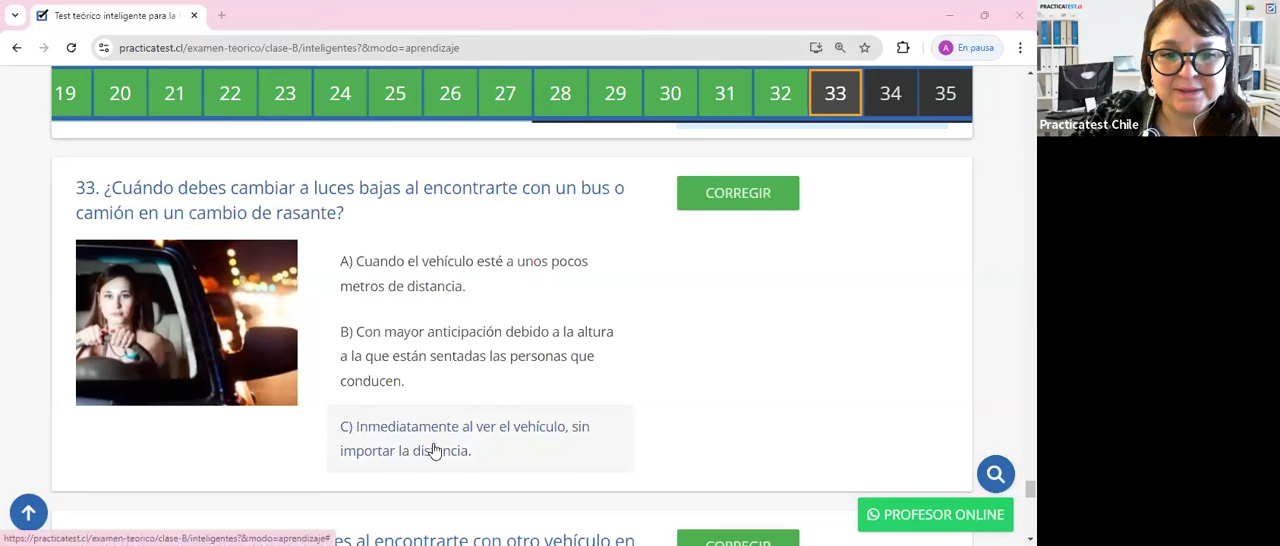 Test teórico inteligente para la
En pausa
practicatest.cl/examen-teorico/clase-B/inteligentes?&modo=aprendizaje
PRACTICATEST.cl
Practicatest Chile
19 20 21 22 23 24 25 26 27 28 29 30 31 32 33 34 35
33. ¿Cuándo debes cambiar a luces bajas al encontrarte con un bus o
camión en un cambio de rasante?
CORREGIR
A) Cuando el vehículo esté a unos pocos
metros de distancia.
B) Con mayor anticipación debido a la altura
a la que están sentadas las personas que
conducen.
C) Inmediatamente al ver el vehículo, sin
importar la distancia.
PROFESOR ONLINE
https://practicatest.cl/examen-teorico/clase-B/inteligentes?&modo=aprendizaje#
es al encontrarte con otro vehículo en
CORREGIR